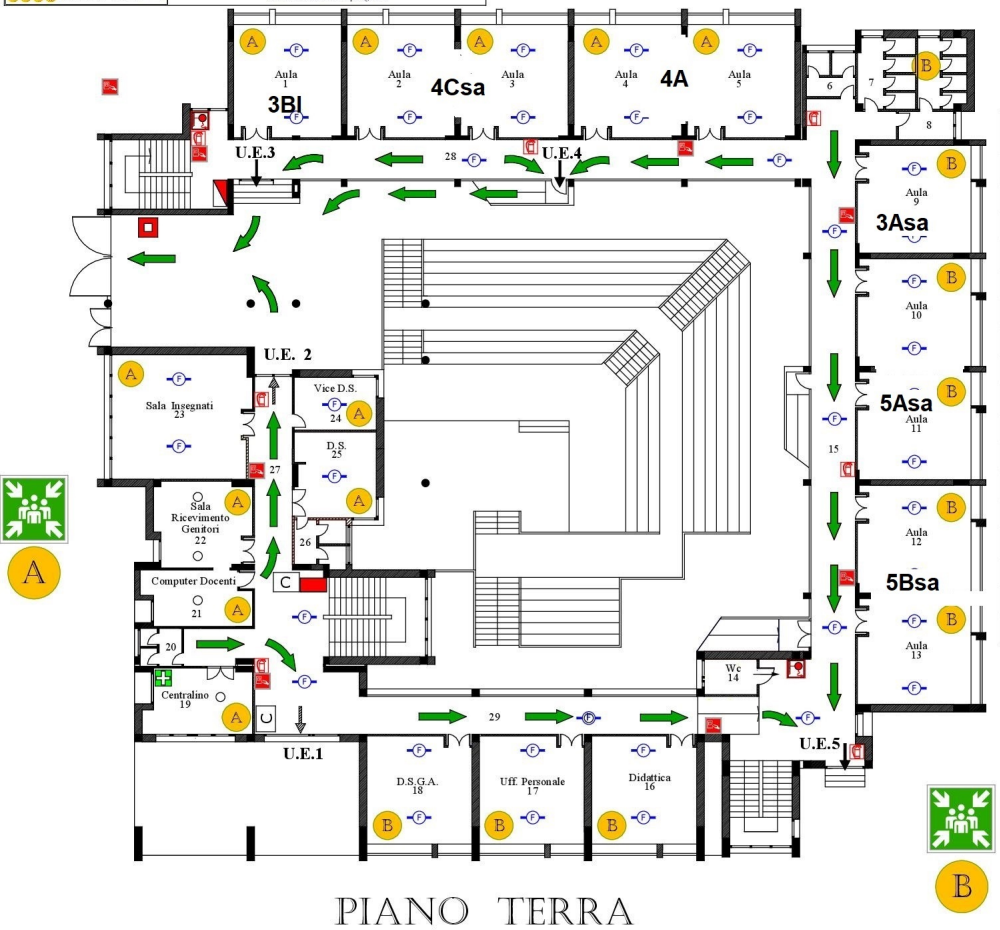 A
A
A
A
A
F
F
F
F
F
Aula
1
Aula
2
Aula
3
Aula
4
Aula
5
3BI
4Csa
4A
F
F
F
F
F
6
7
B
8
U.E.3
28
F
U.E.4
F
B
F
Aula
9
3Asa
F
F
B
F
Aula
10
F
U.E. 2
A
F
Sala Insegnati
23
F
Vice D.S.
F
24
A
D.S.
25
F
A
27
B
F
5Asa
Aula
11
F
F
15
A
Sala
Ricevimento
Genitori
22
26
B
F
Aula
12
5Bsa
Computer Docenti
21
A
C
F
F
B
F
Aula
13
F
20
Centralino
19
A
F
C
U.E.1
Wc
14
29
F
F
U.E.5
F
D.S.G.A.
18
B
F
F
Uff. Personale
17
B
F
F
Didattica
16
B
F
A
B
PIANO TERRA